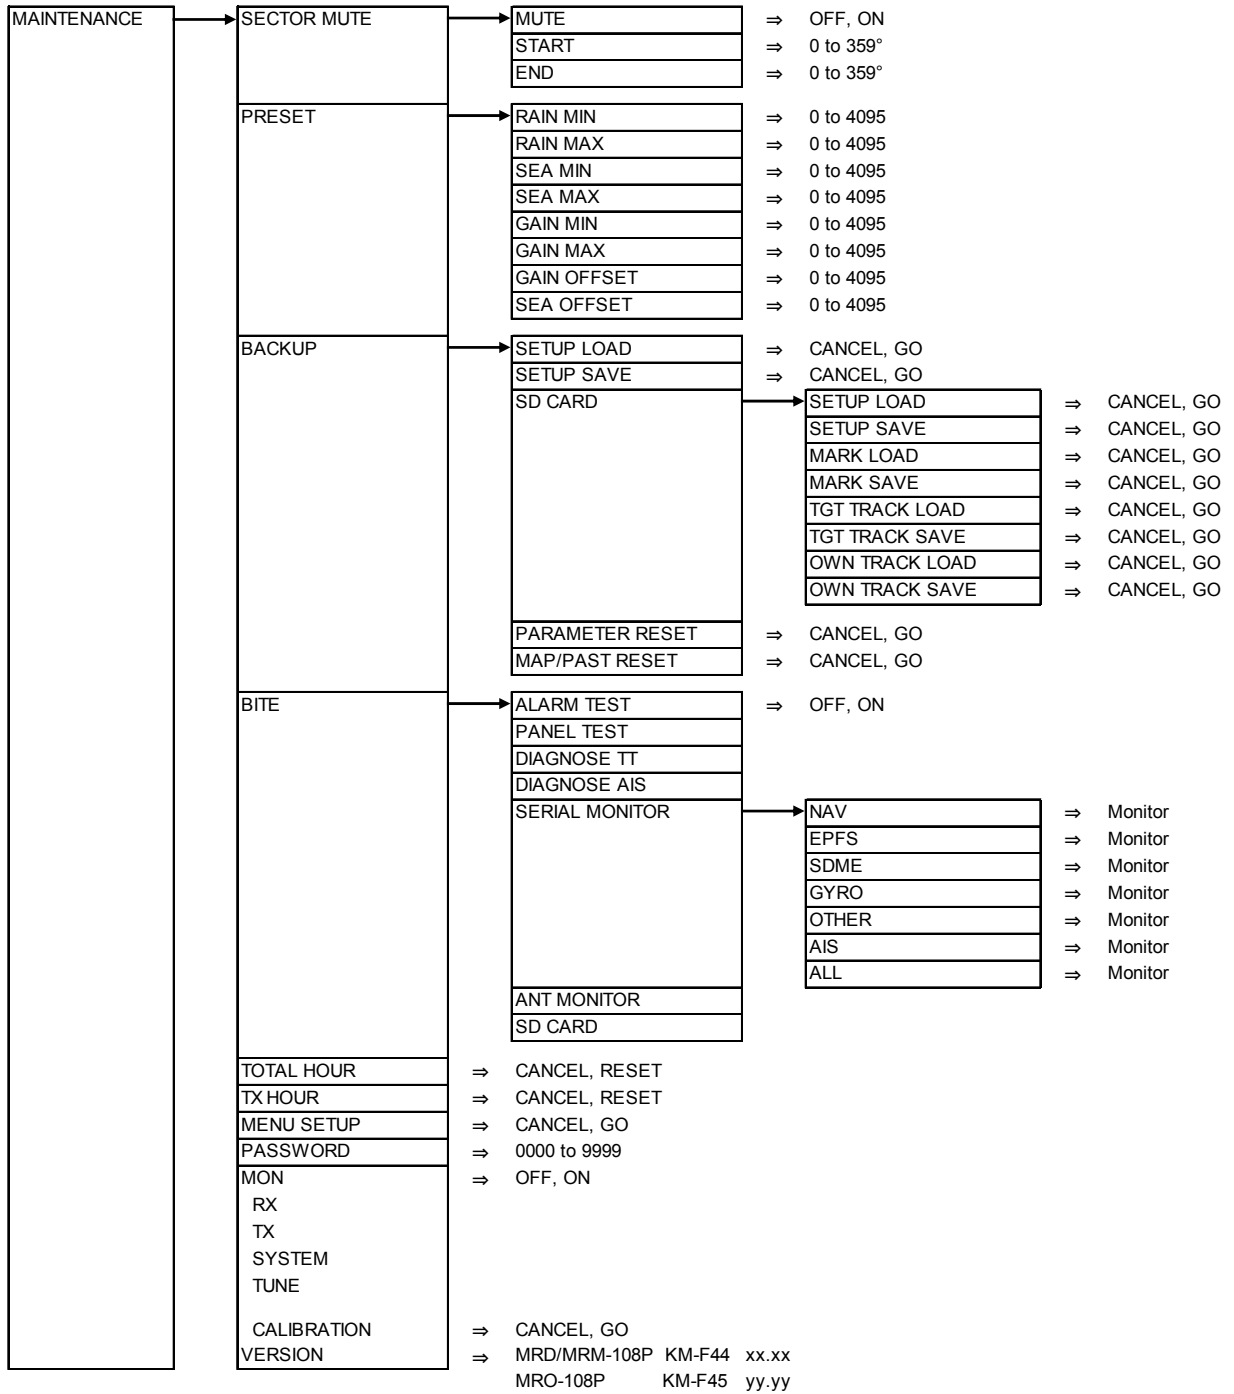 MAINTENANCE SECTOR MUTE MUTE ⇒ OFF, ON
START ⇒ 0 to 359°
END ⇒ 0 to 359°
PRESET RAIN MIN ⇒ 0 to 4095
RAIN MAX ⇒ 0 to 4095
SEA MIN ⇒ 0 to 4095
SEA MAX ⇒ 0 to 4095
GAIN MIN ⇒ 0 to 4095
GAIN MAX ⇒ 0 to 4095
GAIN OFFSET ⇒ 0 to 4095
SEA OFFSET ⇒ 0 to 4095
BACKUP SETUP LOAD ⇒ CANCEL, GO
SETUP SAVE ⇒ CANCEL, GO
SD CARD SETUP LOAD ⇒ CANCEL, GO
SETUP SAVE ⇒ CANCEL, GO
MARK LOAD ⇒ CANCEL, GO
MARK SAVE ⇒ CANCEL, GO
TGT TRACK LOAD ⇒ CANCEL, GO
TGT TRACK SAVE ⇒ CANCEL, GO
OWN TRACK LOAD ⇒ CANCEL, GO
OWN TRACK SAVE ⇒ CANCEL, GO
PARAMETER RESET ⇒ CANCEL, GO
MAP/PAST RESET ⇒ CANCEL, GO
BITE ALARM TEST ⇒ OFF, ON
PANEL TEST
DIAGNOSE TT
DIAGNOSE AIS
SERIAL MONITOR NAV ⇒ Monitor
EPFS ⇒ Monitor
SDME ⇒ Monitor
GYRO ⇒ Monitor
OTHER ⇒ Monitor
AIS ⇒ Monitor
ALL ⇒ Monitor
ANT MONITOR
SD CARD
TOTAL HOUR ⇒ CANCEL, RESET
TX HOUR ⇒ CANCEL, RESET
MENU SETUP ⇒ CANCEL, GO
PASSWORD ⇒ 0000 to 9999
MON ⇒ OFF, ON
RX
TX
SYSTEM
TUNE
CALIBRATION ⇒ CANCEL, GO
VERSION ⇒ MRD/MRM-108P KM-F44 xx.xx
MRO-108P KM-F45 yy.yy